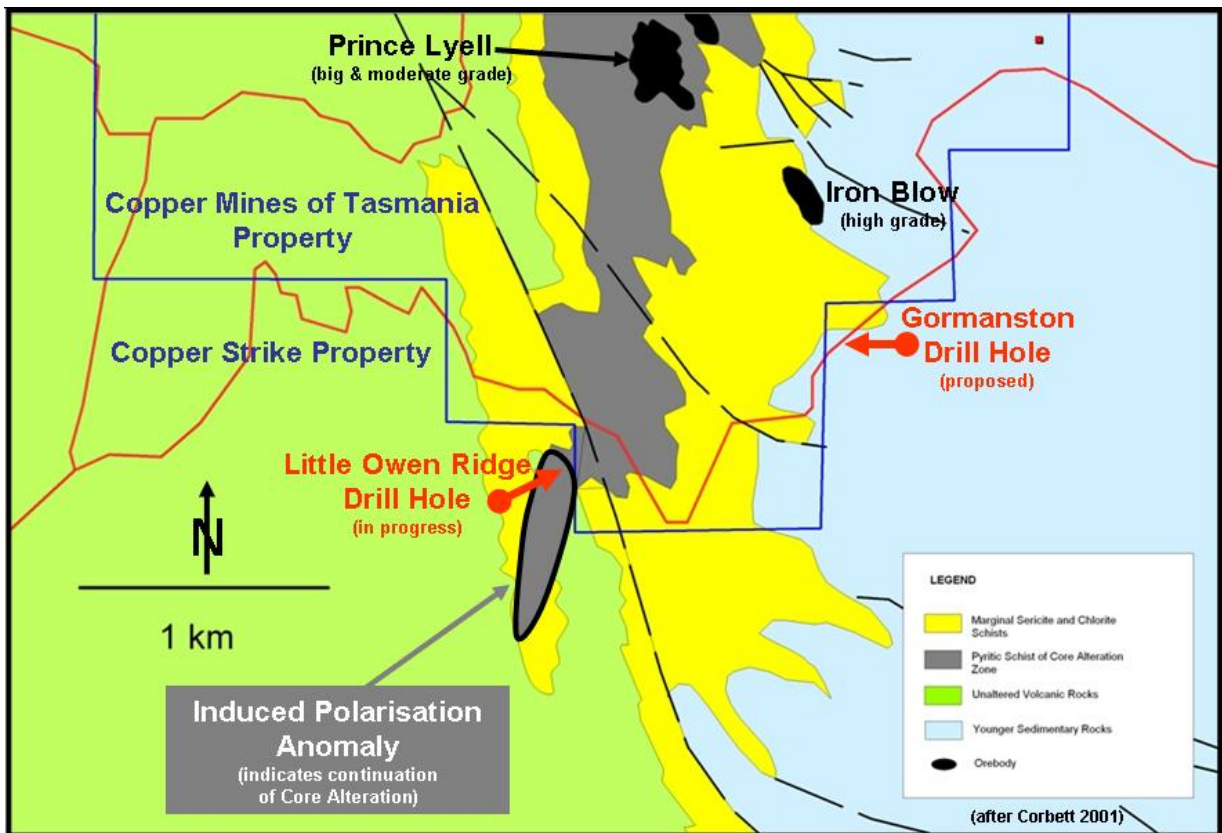 Prince Lyell
(big & moderate grade)
Iron Blow
(high grade)
Copper Mines of Tasmania
Property
Copper Strike Property
Gormanston
Drill Hole
(proposed)
Little Owen Ridge
Drill Hole
(in progress)
N
1 km
Induced Polarisation
Anomaly
(indicates continuation
of Core Alteration)
LEGEND
Marginal Sericite and Chlorite
Schists
Pyritic Schist of Core Alteration
Zone
Unaltered Volcanic Rocks
Younger Sedimentary Rocks
Orebody
(after Corbett 2001)